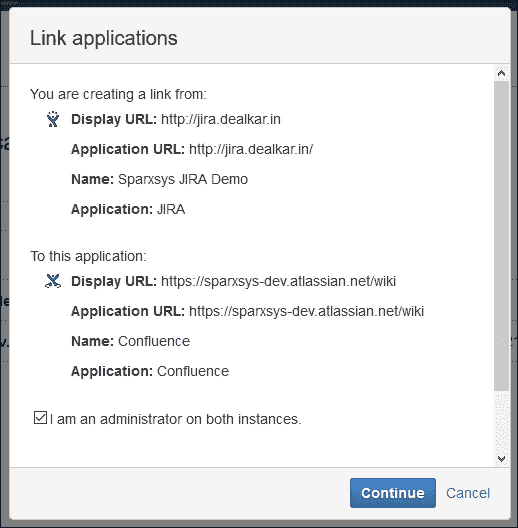 Link applications
You are creating a link from:
Display URL: http://jira.dealkar.in
Application URL: http://jira.dealkar.in/
Name: Sparxsys JIRA Demo
Application: JIRA
To this application:
Display URL: https://sparxsys-dev.atlassian.net/wiki
Application URL: https://sparxsys-dev.atlassian.net/wiki
Name: Confluence
Application: Confluence
I am an administrator on both instances.
Continue Cancel